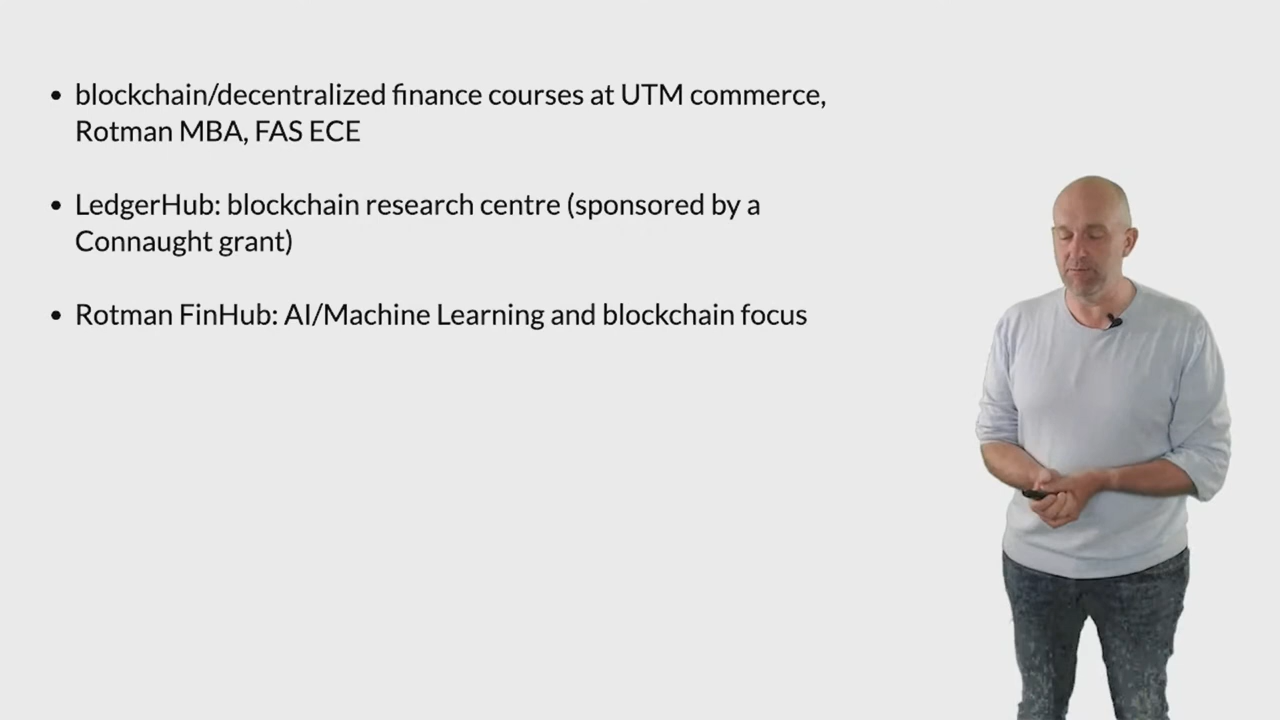 • blockchain/decentralized finance courses at UTM commerce,
Rotman MBA, FAS ECE
• LedgerHub: blockchain research centre (sponsored by a
Connaught grant)
• Rotman FinHub: AI/Machine Learning and blockchain focus